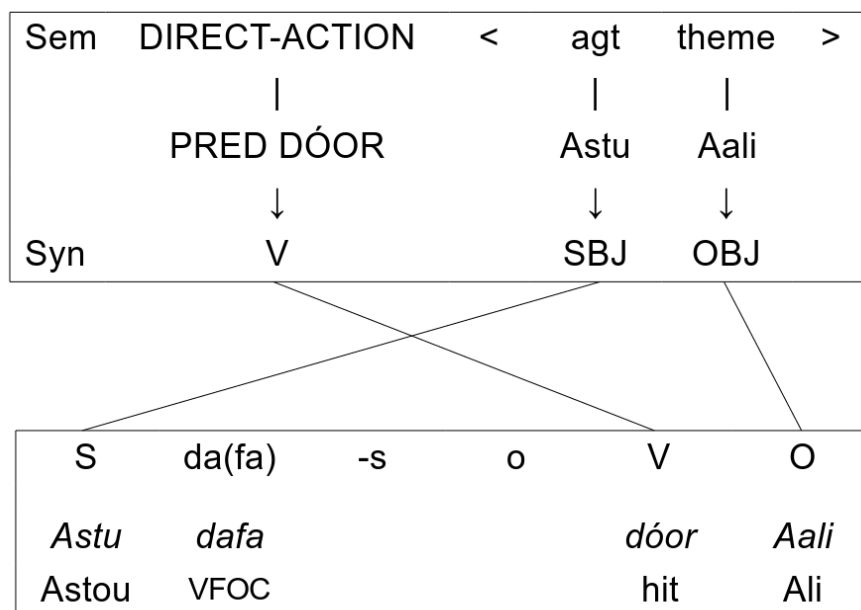 Sem DIRECT-ACTION < agt theme >
| | |
PRED DÓOR Astu Aali
↓ ↓ ↓
Syn V SBJ OBJ
S da(fa) -s o V O
Astu dafa dóor Aali
Astou VFOC hit Ali